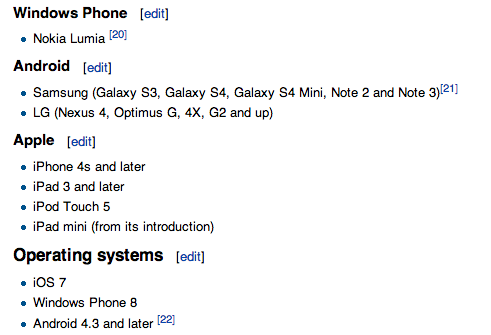 Windows Phone [edit]
Nokia Lumia [20]
Android [edit]
Samsung (Galaxy S3, Galaxy S4, Galaxy S4 Mini, Note 2 and Note 3)[21]
LG (Nexus 4, Optimus G, 4X, G2 and up)
Apple [edit]
iPhone 4s and later
iPad 3 and later
iPod Touch 5
iPad mini (from its introduction)
Operating systems [edit]
iOS 7
Windows Phone 8
Android 4.3 and later [22]